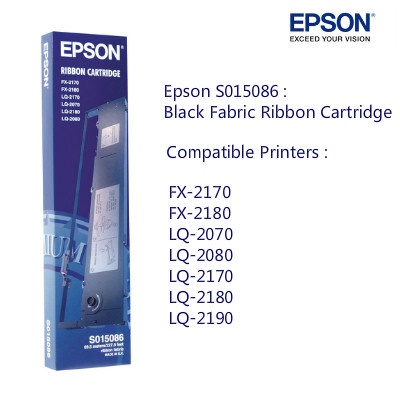 EPSON
EXCEED YOUR VISION
Epson S015086 :
Black Fabric Ribbon Cartridge
Compatible Printers :
FX-2170
FX-2180
LQ-2070
LQ-2080
LQ-2170
LQ-2180
LQ-2190
EPSON
RIBBON CARTRIDGE
FX-2170
FX-2180
LQ-2170
LQ-2070
LQ-2180
LQ-2080
S015086
S015086